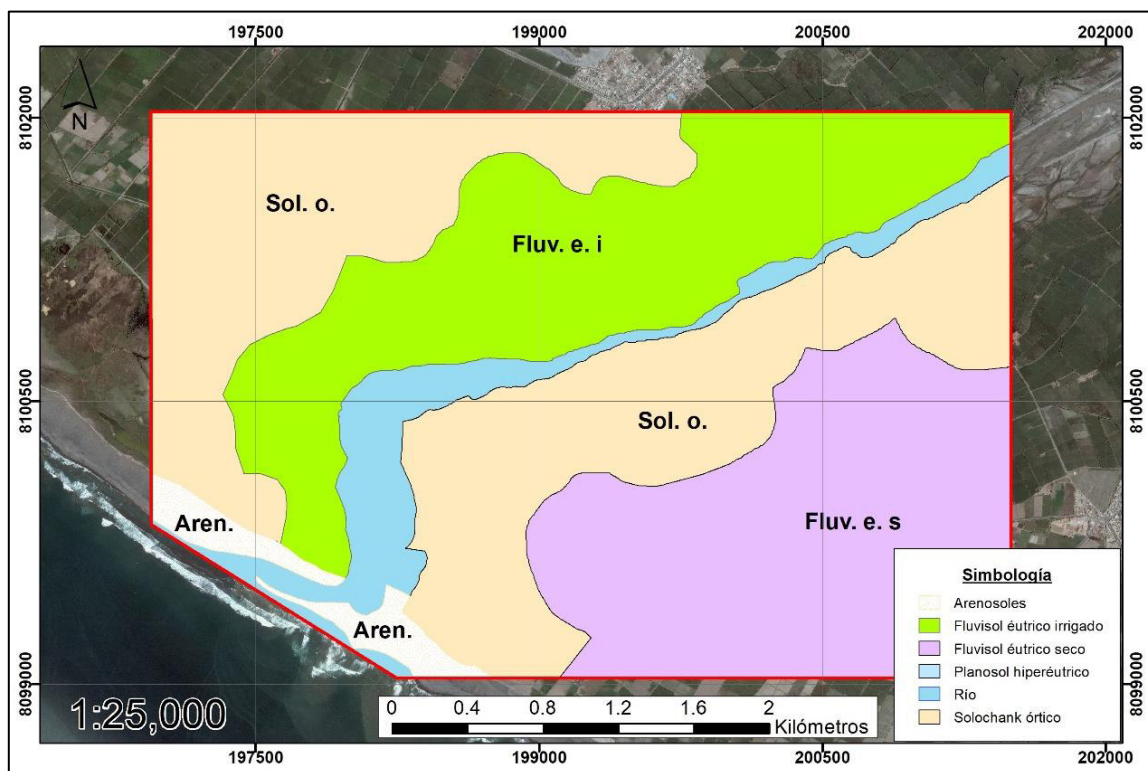 197500 199000 200500 202000
8102000 8102000
N
Sol. o.
Fluv. e. i
8100500 8100500
Sol. o.
Aren.
Fluv. e. s
Aren.
Simbología
Arenosoles
Fluvisol éutrico irrigado
Fluvisol éutrico seco
Planosol hiperéutrico
Río
Solochank órtico
8099000 8099000
1:25,000
0 0.4 0.8 1.2 1.6 2
Kilómetros
197500 199000 200500 202000